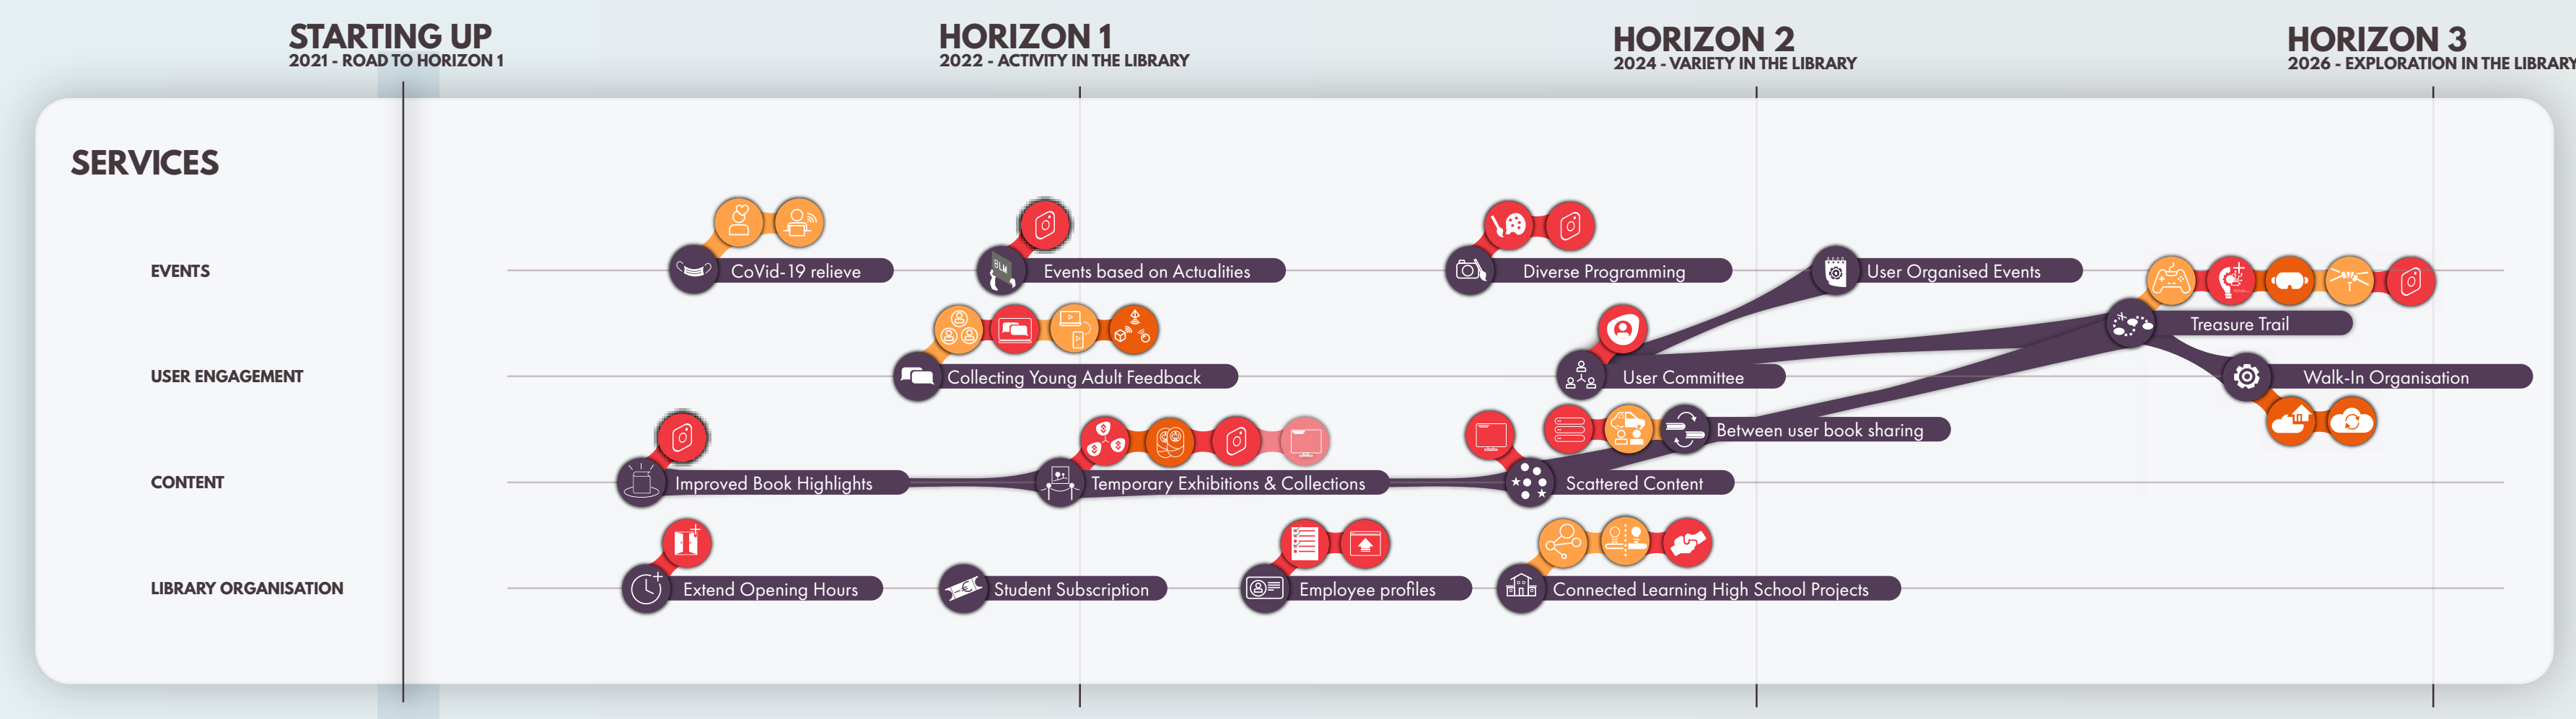 STARTING UP
2021 - ROAD TO HORIZON 1
HORIZON 1
2022 - ACTIVITY IN THE LIBRARY
HORIZON 2
2024 - VARIETY IN THE LIBRARY
HORIZON 3
2026 - EXPLORATION IN THE LIBRARY
SERVICES
EVENTS
CoVid-19 relieve
BLM
Events based on Actualities
Diverse Programming
User Organised Events
Treasure Trail
USER ENGAGEMENT
Collecting Young Adult Feedback
User Committee
Walk-In Organisation
Between user book sharing
CONTENT
Improved Book Highlights
Temporary Exhibitions & Collections
Scattered Content
LIBRARY ORGANISATION
Extend Opening Hours
Student Subscription
Employee profiles
Connected Learning High School Projects